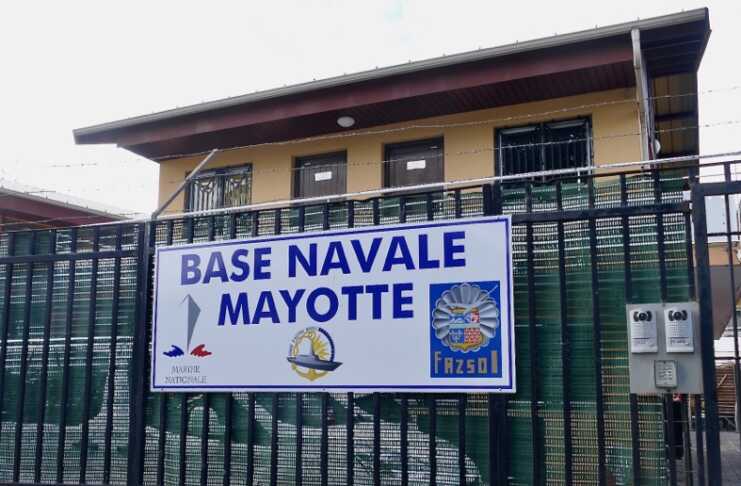 BASE NAVALE
MAYOTTE
MARINE
NATIONALE
FAZSOI